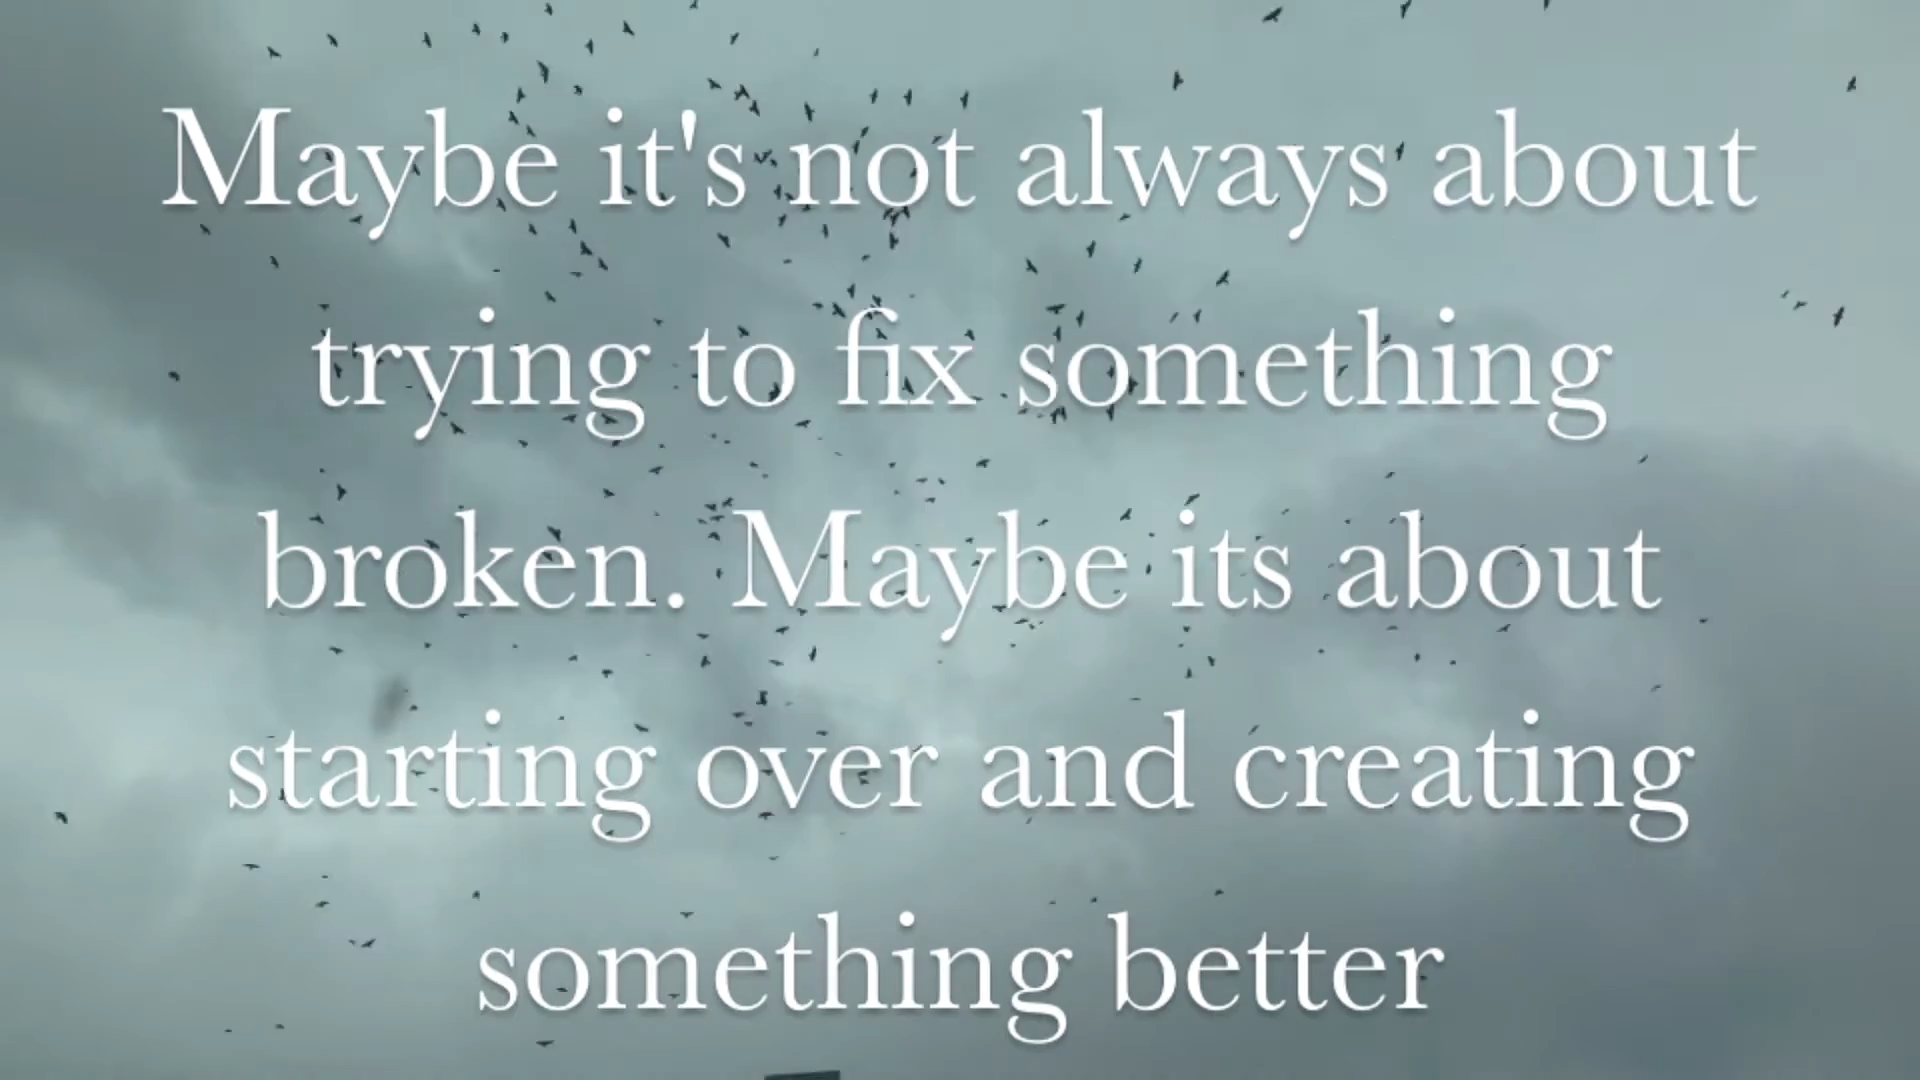 Maybe it's not always about
trying to fix something
broken. Maybe its about
starting over and creating
something better